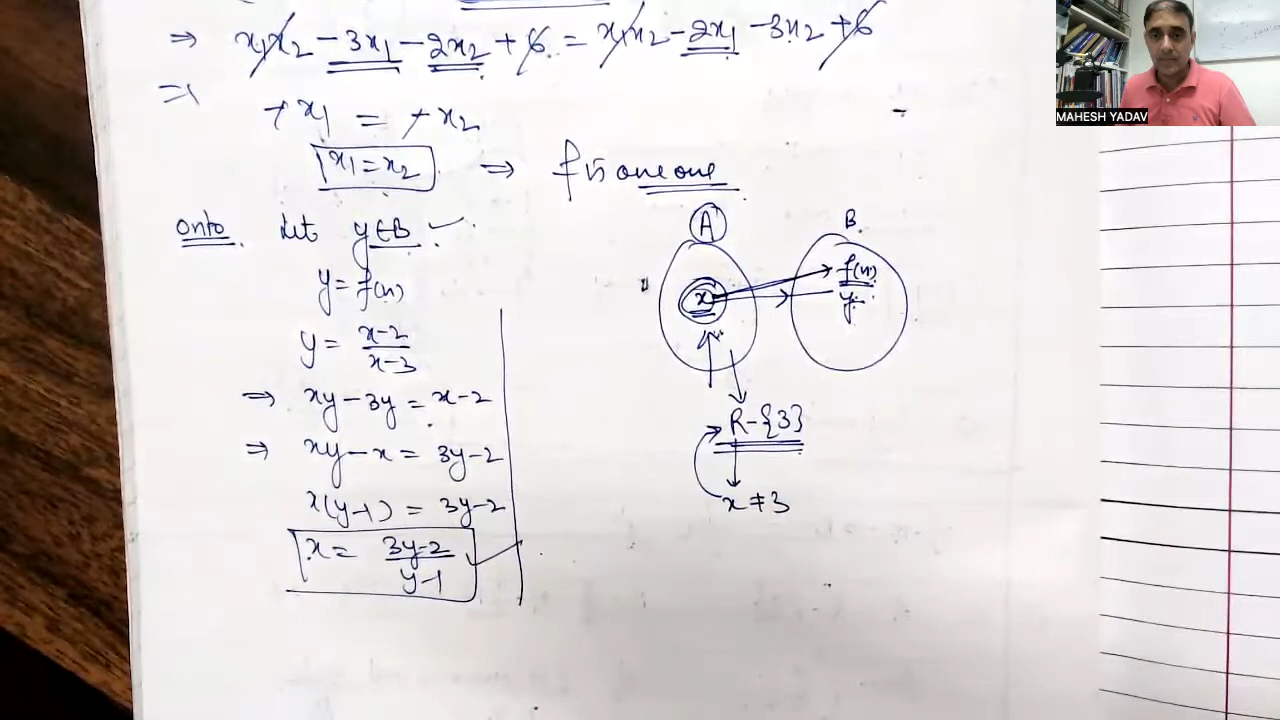 ⇒ x₁x₂ - 3x₁ - 2x₂ + 6 = x₁x₂ - 2x₁ - 3x₂ + 6
⇒
-x₁ = -x₂
x₁ = x₂ ⇒ f is one one
Onto. Let y ∈ B ✓
y = f(x)
y = x-2 / x-3
⇒ xy - 3y = x - 2
⇒ xy - x = 3y - 2
x(y-1) = 3y - 2
x = 3y-2 / y-1
A B
x f(x)
y
R-{3}
x ≠ 3
MAHESH YADAV